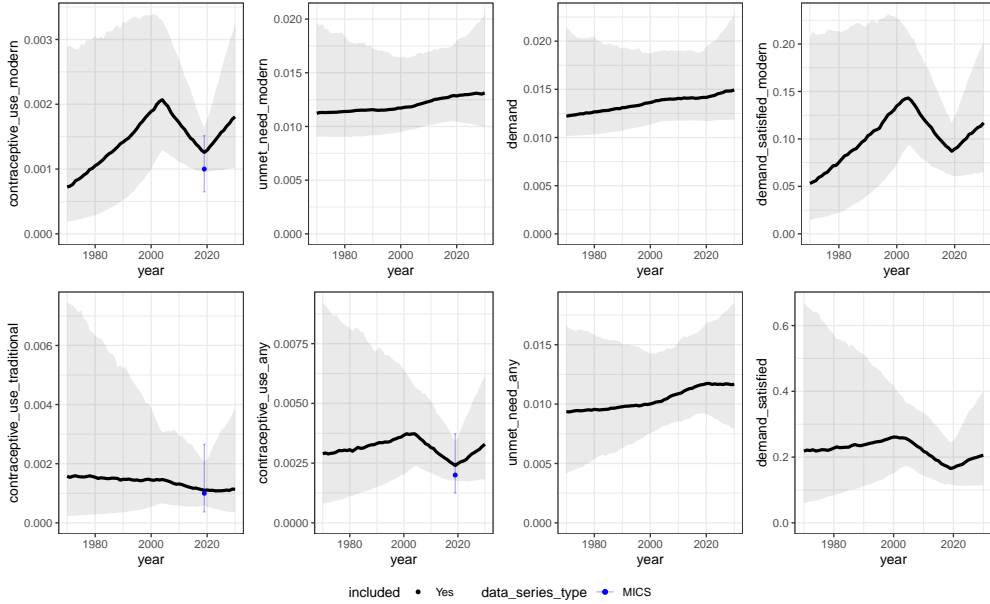 contraceptive_use_modern
0.003
0.002
0.001
0.000
1980 2000 2020
year
unmet_need_modern
0.020
0.015
0.010
0.005
0.000
1980 2000 2020
year
demand
0.020
0.015
0.010
0.005
0.000
1980 2000 2020
year
demand_satisfied_modern
0.20
0.15
0.10
0.05
0.00
1980 2000 2020
year
contraceptive_use_traditional
0.006
0.004
0.002
0.000
1980 2000 2020
year
contraceptive_use_any
0.0075
0.0050
0.0025
0.0000
1980 2000 2020
year
unmet_need_any
0.015
0.010
0.005
0.000
1980 2000 2020
year
demand_satisfied
0.6
0.4
0.2
0.0
1980 2000 2020
year
included Yes data_series_type MICS